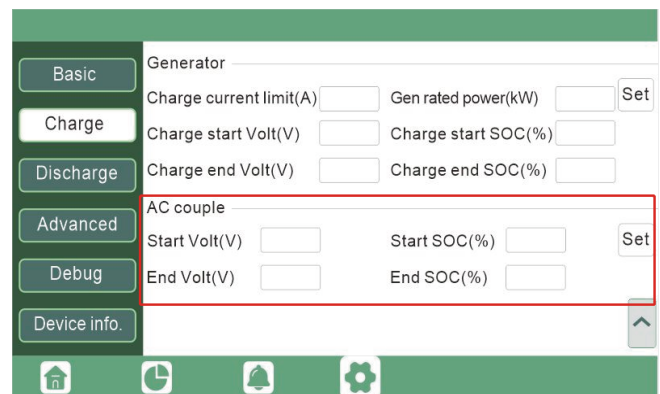 Basic
Charge
Discharge
Advanced
Debug
Device info.
Generator
Charge current limit(A) Gen rated power(kW) Set
Charge start Volt(V) Charge start SOC(%)
Charge end Volt(V) Charge end SOC(%)
AC couple
Start Volt(V) Start SOC(%) Set
End Volt(V) End SOC(%)